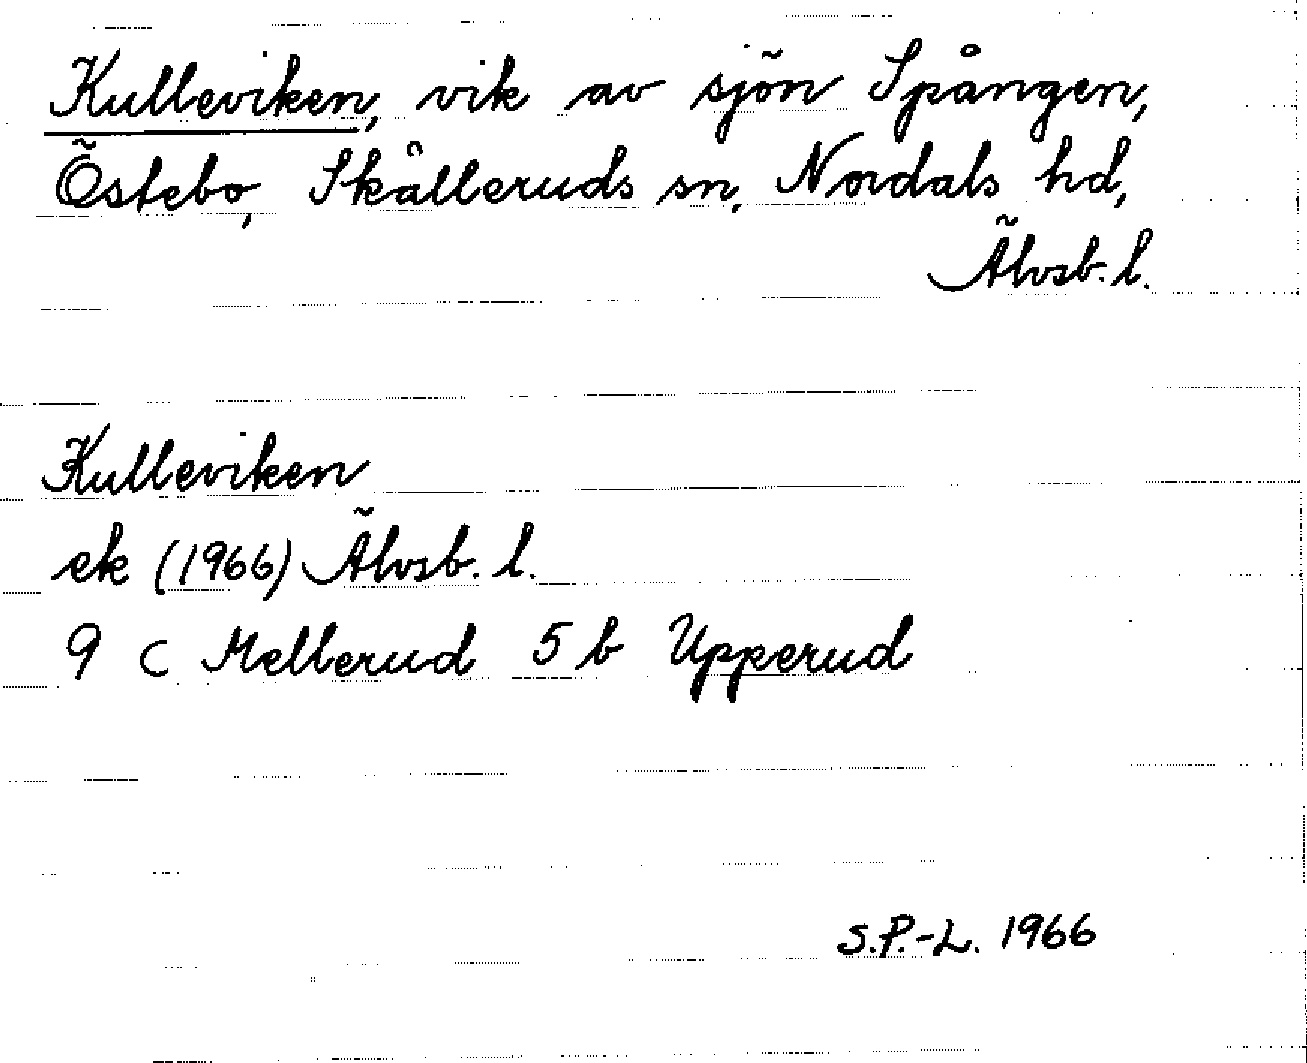 Kulleviken, vik av sjön Spången,
Östebo, Skålleruds sn, Nordals hd,
Älvsb. l.
Kulleviken
ek (1966) Älvsb. l.
9 C Mellerud 5 b Upperud
S.P.-L. 1966